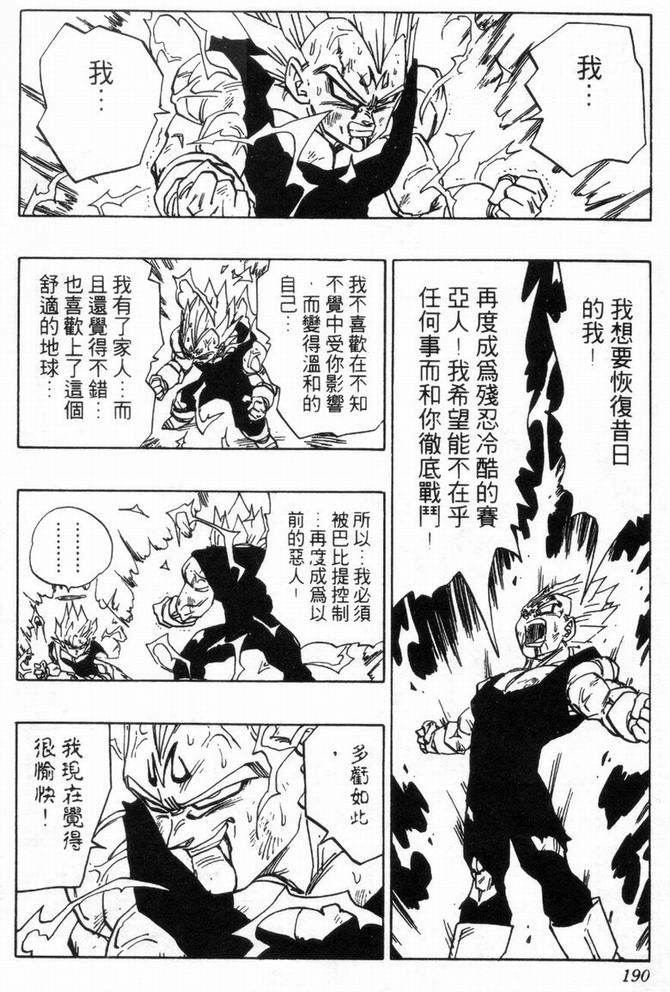 我…
我…
我想要恢復昔日
的我！
再度成為殘忍冷酷的賽
亞人！我希望能不在乎
任何事而和你徹底戰鬥！
我不喜歡在不知
不覺中受你影響
，而變得溫和的
自己…
我有了家人…而
且還覺得不錯…
也喜歡上了這個
舒適的地球…
所以…我必須
被巴比提控制
…再度成為以
前的惡人！
………
………
多虧如此
，
我現在覺得
很愉快！
190